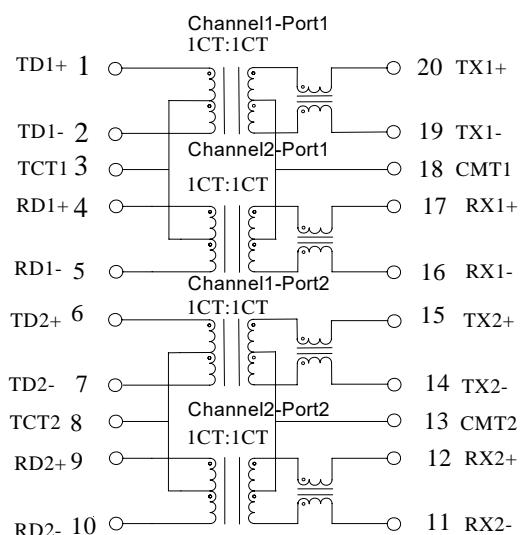 Channel1-Port1
1CT:1CT
TD1+ 1 20 TX1+
TD1- 2 19 TX1-
Channel2-Port1
TCT1 3 18 CMT1
1CT:1CT
RD1+ 4 17 RX1+
RD1- 5 16 RX1-
Channel1-Port2
1CT:1CT
TD2+ 6 15 TX2+
TD2- 7 14 TX2-
Channel2-Port2
TCT2 8 13 CMT2
1CT:1CT
RD2+ 9 12 RX2+
RD2- 10 11 RX2-